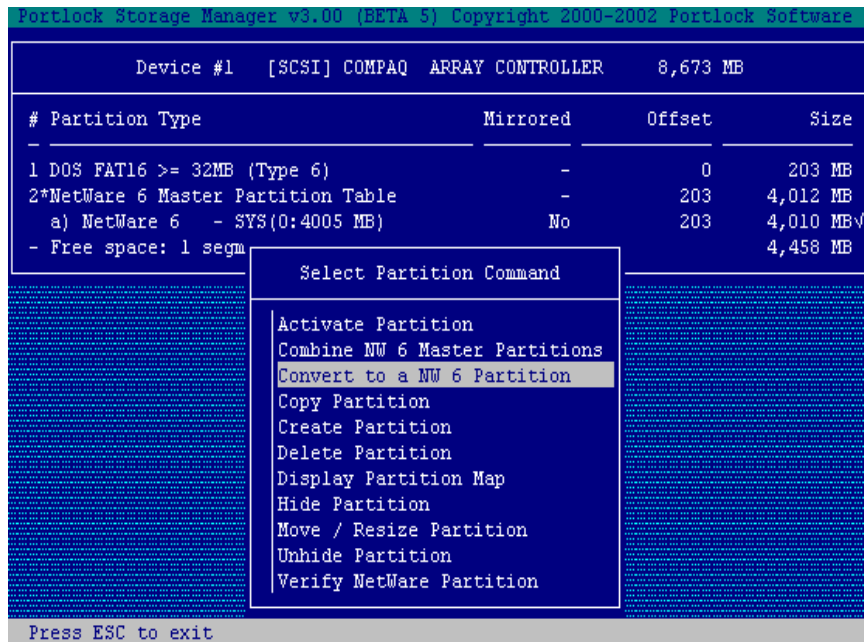 Portlock Storage Manager v3.00 (BETA 5) Copyright 2000-2002 Portlock Software
Device #1 [SCSI] COMPAQ ARRAY CONTROLLER 8,673 MB
# Partition Type Mirrored Offset Size
1 DOS FAT16 >= 32MB (Type 6) - 0 203 MB
2*NetWare 6 Master Partition Table - 203 4,012 MB
a) NetWare 6 - SYS(0:4005 MB) No 203 4,010 MB√
- Free space: 1 segm 4,458 MB
Select Partition Command
Activate Partition
Combine NW 6 Master Partitions
Convert to a NW 6 Partition
Copy Partition
Create Partition
Delete Partition
Display Partition Map
Hide Partition
Move / Resize Partition
Unhide Partition
Verify NetWare Partition
Press ESC to exit